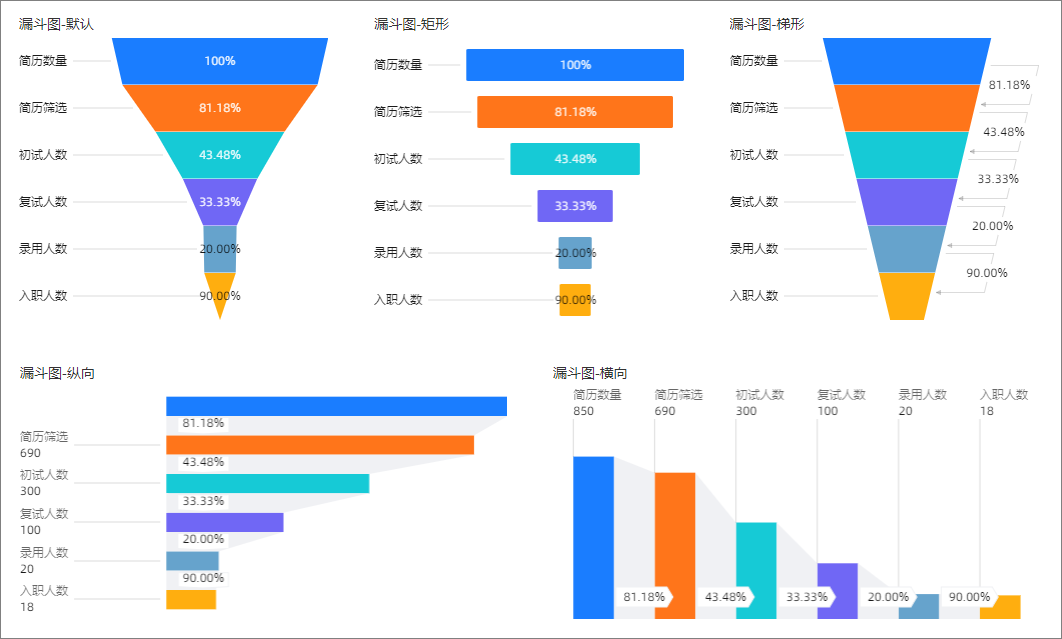 漏斗图-默认
简历数量
100%
简历筛选
81.18%
初试人数
43.48%
复试人数
33.33%
录用人数
20.00%
入职人数
90.00%
漏斗图-矩形
简历数量
100%
简历筛选
81.18%
初试人数
43.48%
复试人数
33.33%
录用人数
20.00%
入职人数
90.00%
漏斗图-梯形
简历数量
81.18%
简历筛选
43.48%
初试人数
33.33%
复试人数
20.00%
录用人数
90.00%
入职人数
漏斗图-纵向
81.18%
简历筛选
690
43.48%
初试人数
300
33.33%
复试人数
100
20.00%
录用人数
20
90.00%
入职人数
18
漏斗图-横向
简历数量 简历筛选 初试人数 复试人数 录用人数 入职人数
850 690 300 100 20 18
81.18% 43.48% 33.33% 20.00% 90.00%